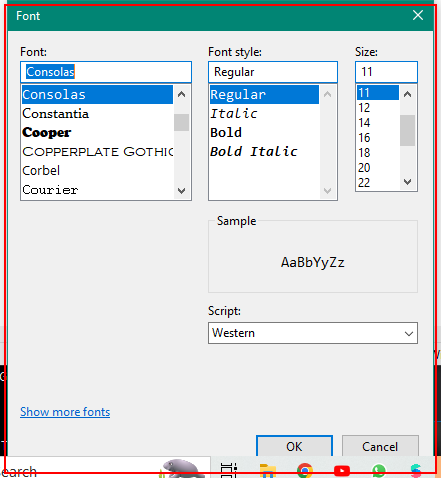 Font
Font: Font style: Size:
Consolas Regular 11
Consolas Regular 11
Constantia Italic 12
Cooper Bold 14
COPPERPLATE GOTHIC Bold Italic 16
Corbel 18
Courier 20
22
Sample
AaBbYyZz
Script:
Western
Show more fonts
OK Cancel
earch